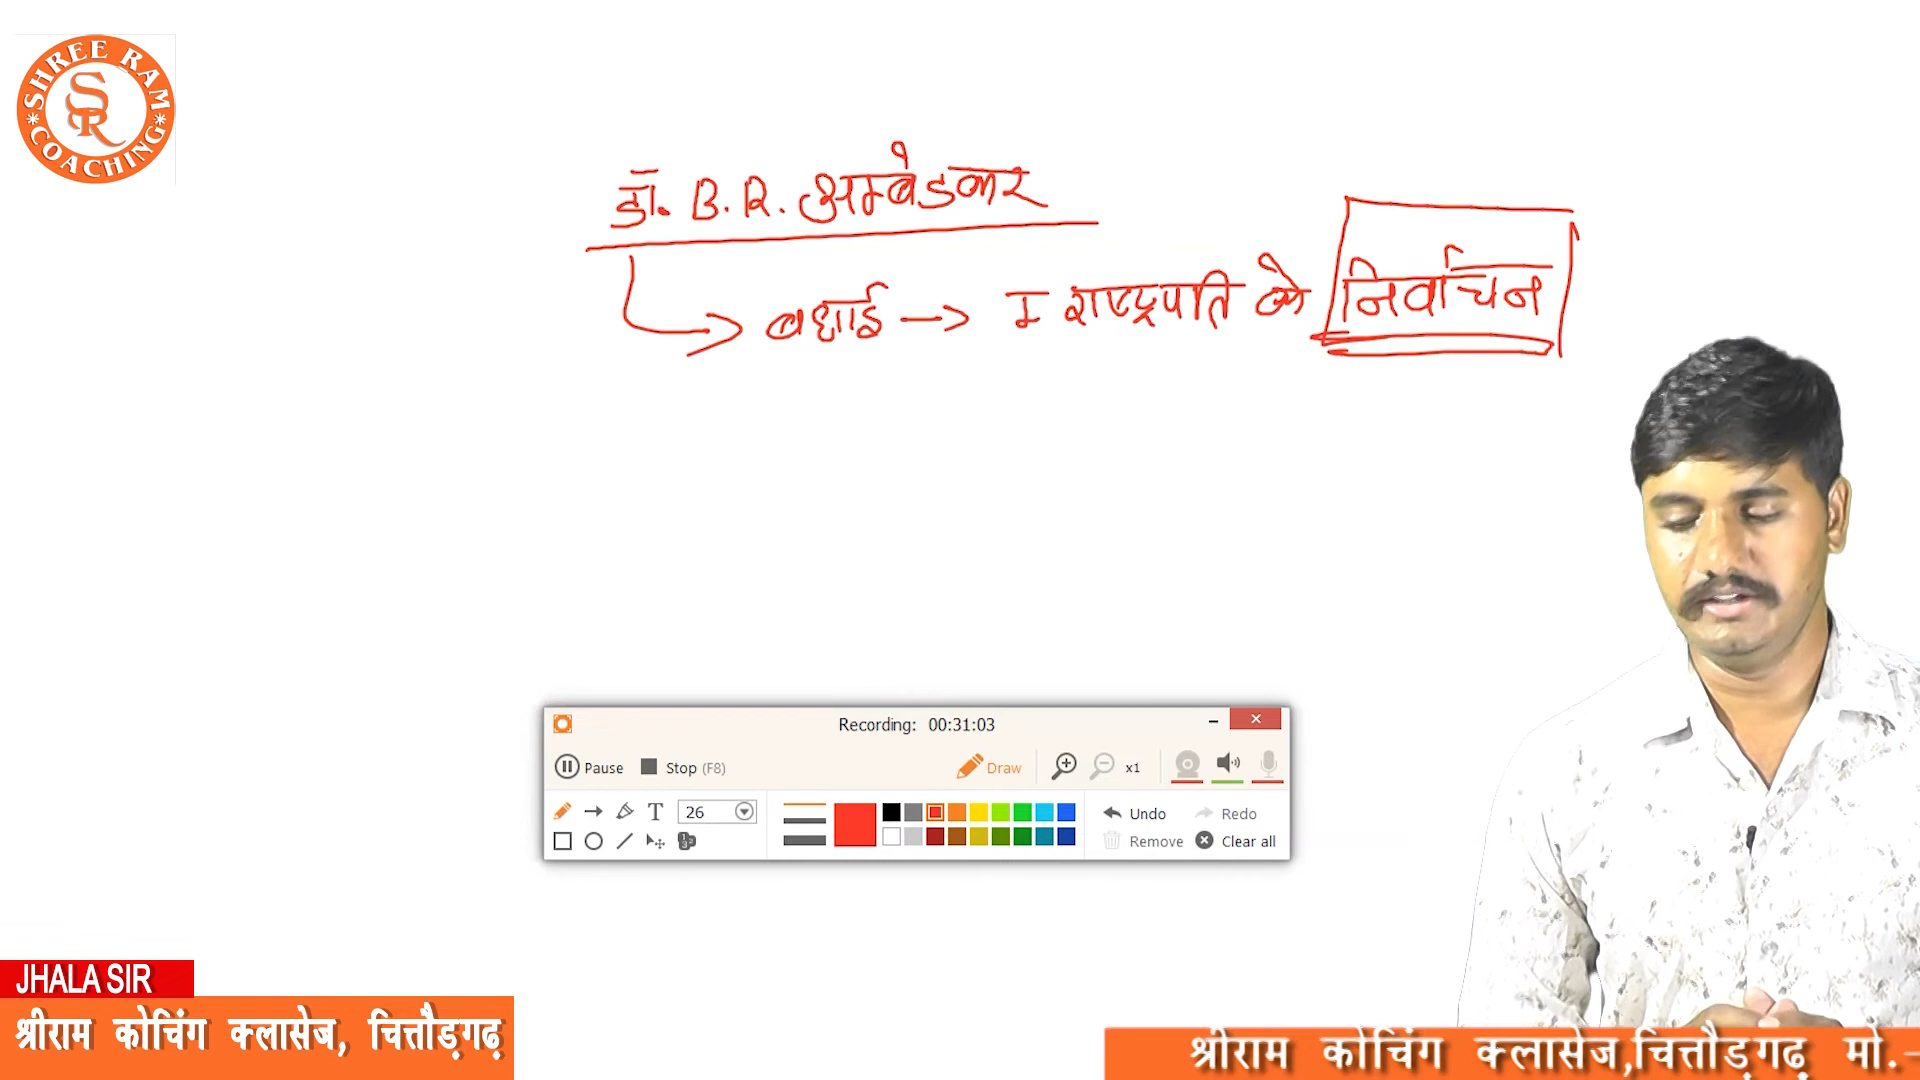 SHREE RAM
SR
COACHING
डॉ. B.R. अम्बेडकर
बधाई → I राष्ट्रपति के निर्वाचन
Recording: 00:31:03
Pause Stop (F8) Draw x1
T 26 Undo Redo
Remove Clear all
JHALA SIR
श्रीराम कोचिंग क्लासेज, चित्तौड़गढ़
श्रीराम कोचिंग क्लासेज,चित्तौड़गढ़ मो.-